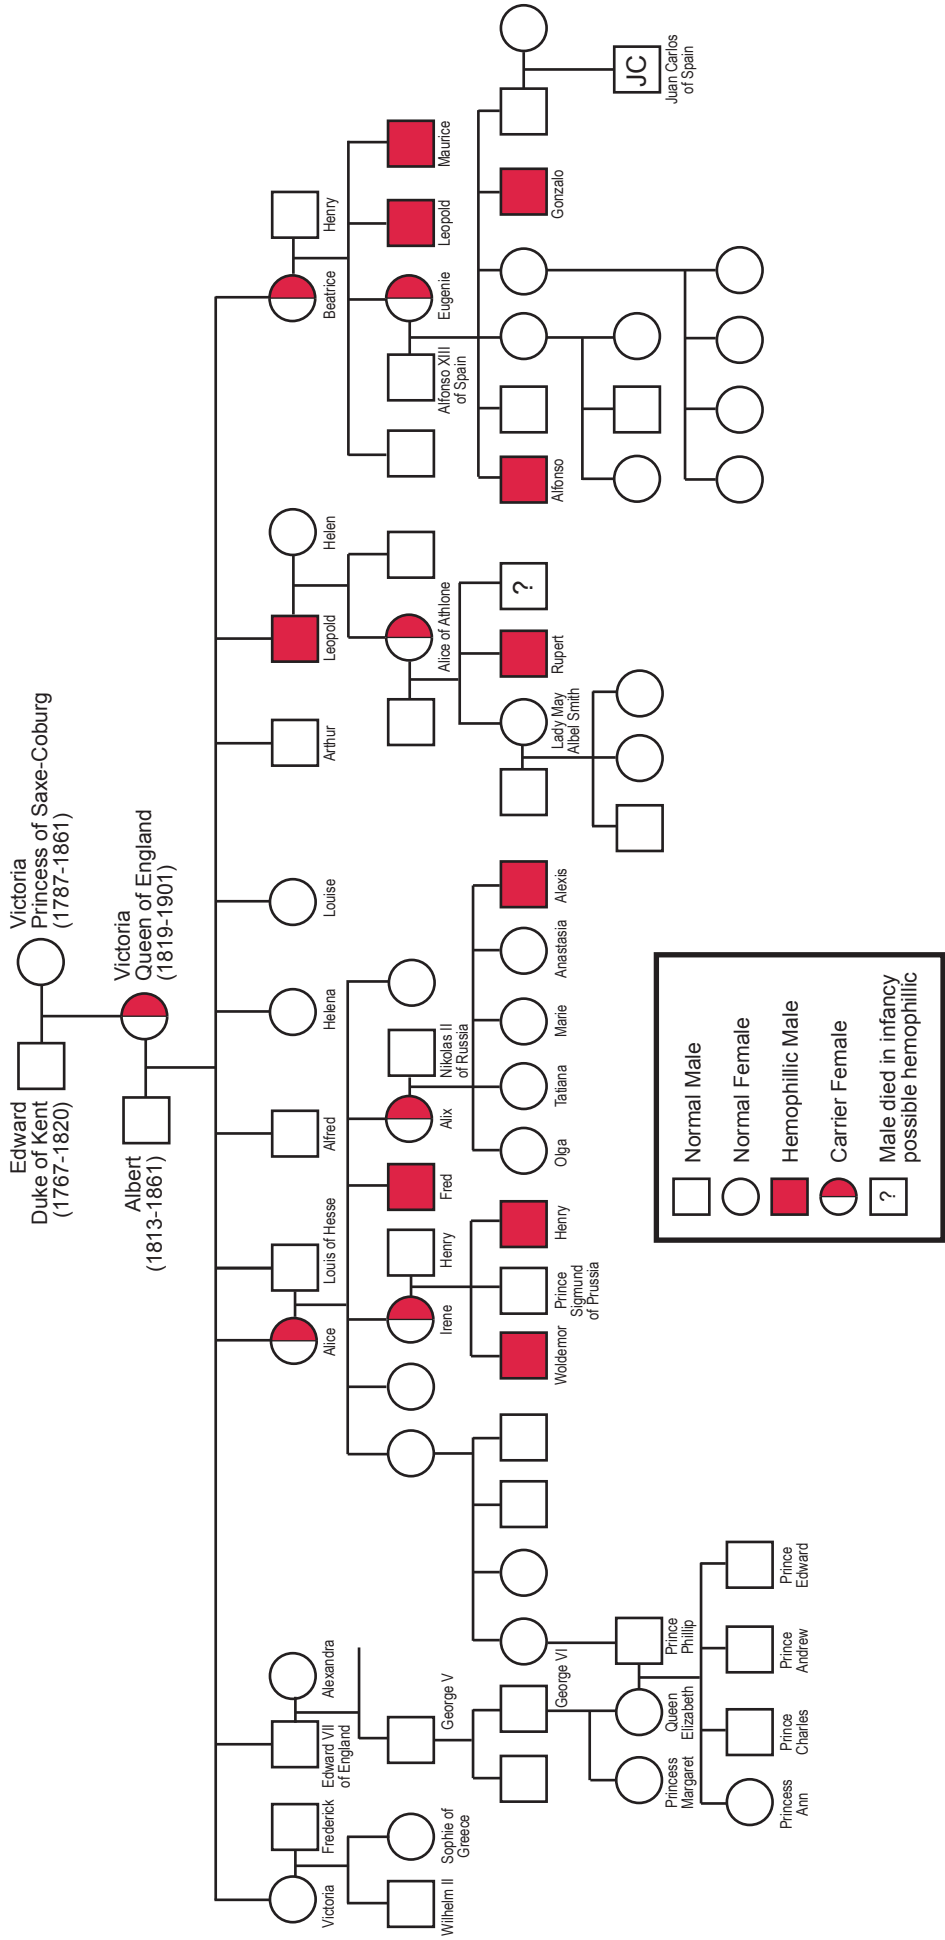 Edward
Duke of Kent
(1767-1820)
Victoria
Princess of Saxe-Coburg
(1787-1861)
Albert
(1813-1861)
Victoria
Queen of England
(1819-1901)
Victoria
Frederick
Edward VII
of England
Alexandra
Alice
Louis of Hesse
Alfred
Helena
Louise
Arthur
Leopold
Helen
Beatrice
Henry
Wilhelm II
Sophie of
Greece
George V
Irene
Henry
Fred
Alix
Nikolas II
of Russia
Alice of Athlone
Alfonso XIII
of Spain
Eugenie
Leopold
Maurice
George VI
Woldemor
Prince
Sigmund
of Prussia
Henry
Olga
Tatiana
Marie
Anastasia
Alexis
Lady May
Albel Smith
Rupert
?
Alfonso
Gonzalo
Princess
Margaret
Queen
Elizabeth
Prince
Phillip
JC
Juan Carlos
of Spain
Princess
Ann
Prince
Charles
Prince
Andrew
Prince
Edward
Normal Male
Normal Female
Hemophillic Male
Carrier Female
?
Male died in infancy
possible hemophillic